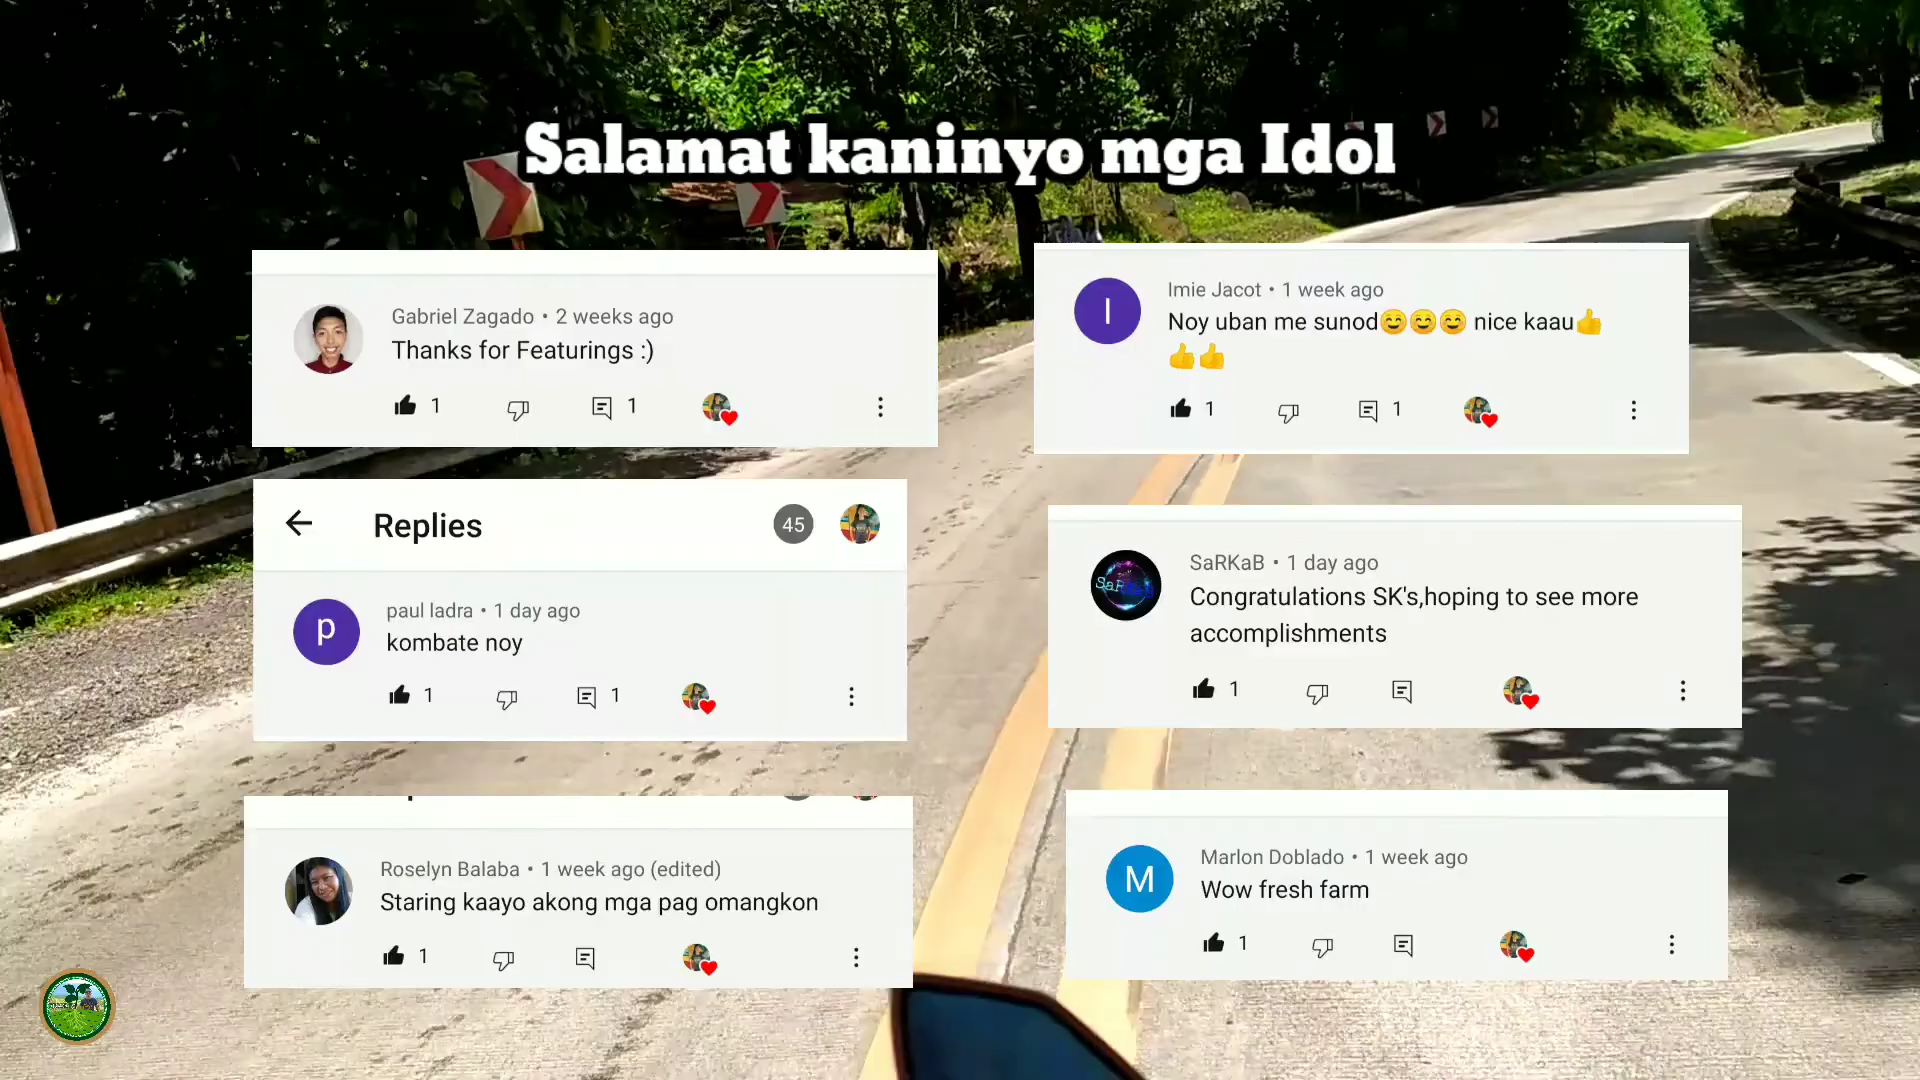 Salamat kaninyo mga Idol
Gabriel Zagado • 2 weeks ago
Thanks for Featurings :)
1
1
Imie Jacot • 1 week ago
Noy uban me sunod😊😊😊 nice kaau👍
👍👍
1
1
Replies
45
p
paul ladra • 1 day ago
kombate noy
1
1
SaRKaB • 1 day ago
Congratulations SK's,hoping to see more
accomplishments
1
Roselyn Balaba • 1 week ago (edited)
Staring kaayo akong mga pag omangkon
1
M
Marlon Doblado • 1 week ago
Wow fresh farm
1